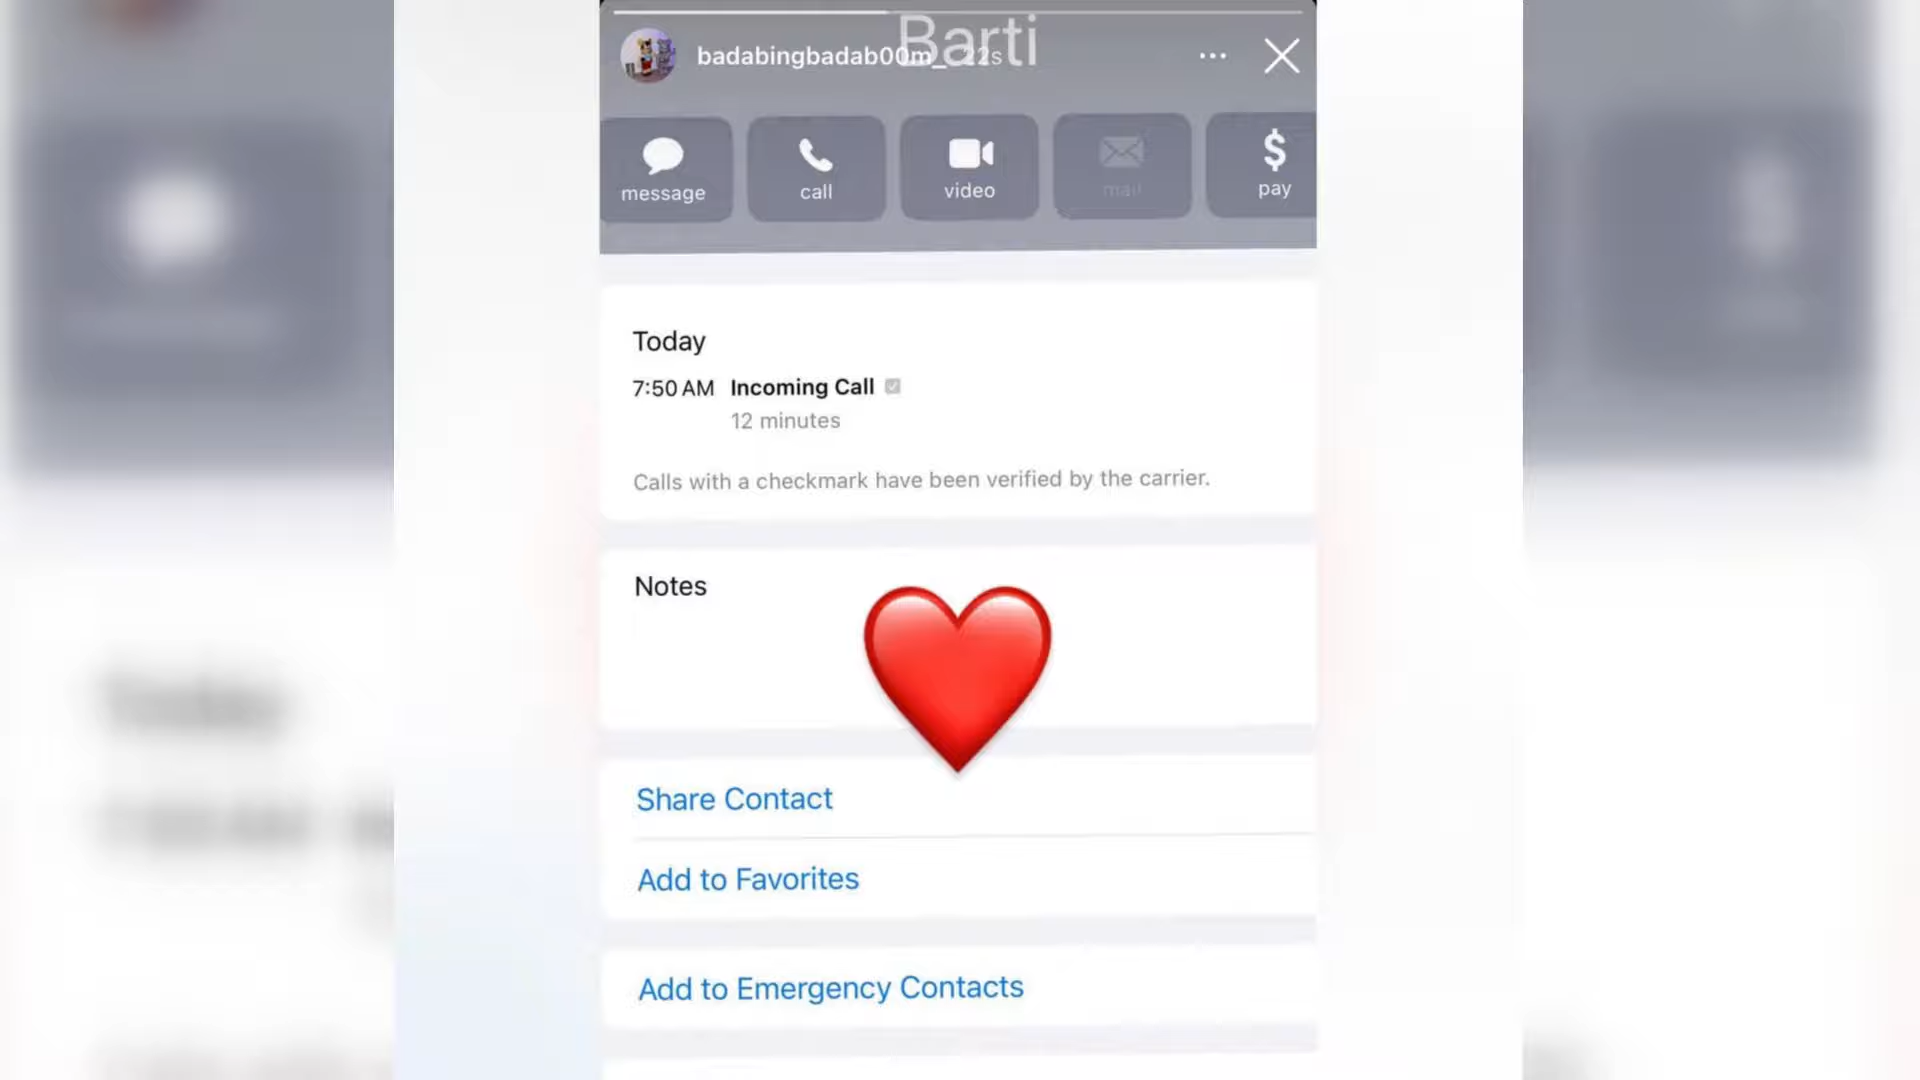 Barti
badabingbadab00m_ 22s
message
call
video
mail
pay
Today
7:50 AM Incoming Call
12 minutes
Calls with a checkmark have been verified by the carrier.
Notes
Share Contact
Add to Favorites
Add to Emergency Contacts